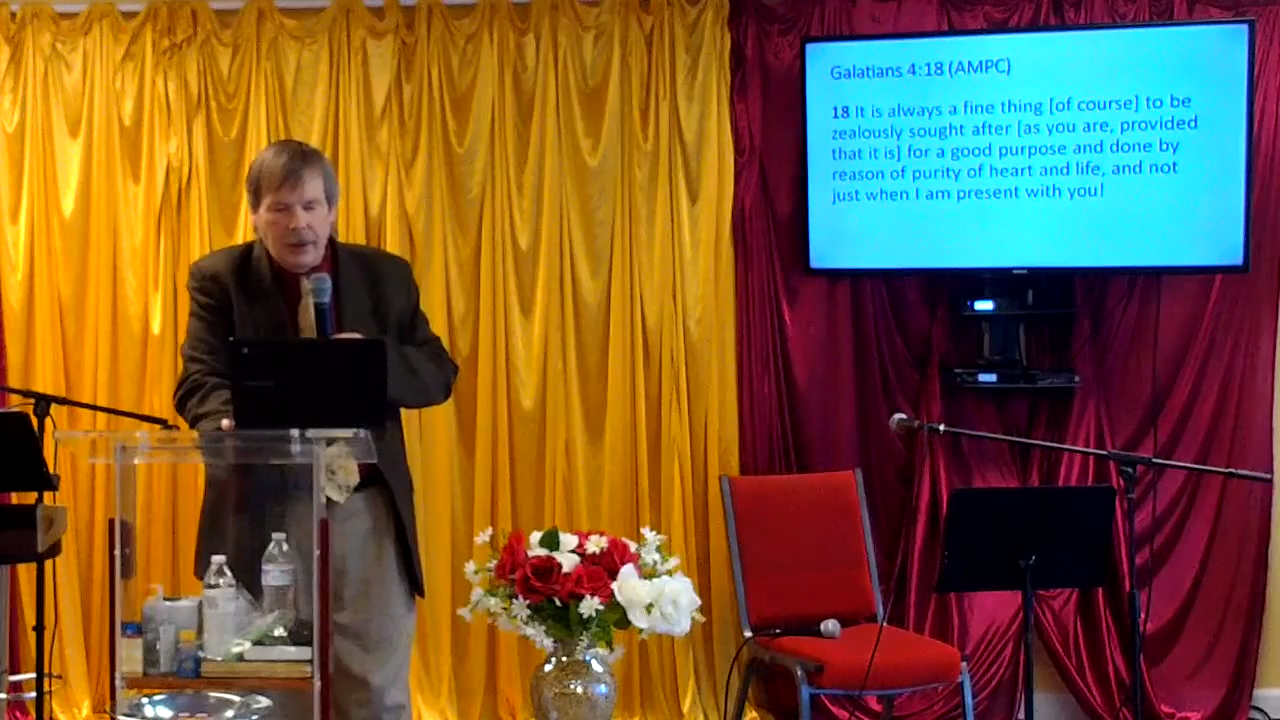 Galatians 4:18 (AMPC)
18 It is always a fine thing [of course] to be
zealously sought after [as you are, provided
that it is] for a good purpose and done by
reason of purity of heart and life, and not
just when I am present with you!